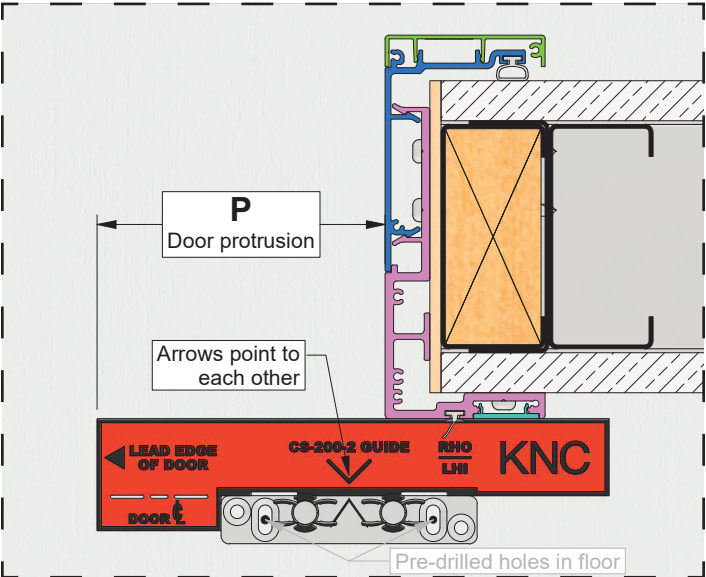 P
Door protrusion
Arrows point to
each other
LEAD EDGE
OF DOOR
CS-200-2 GUIDE
RHO
LHI
KNC
DOOR ℄
Pre-drilled holes in floor